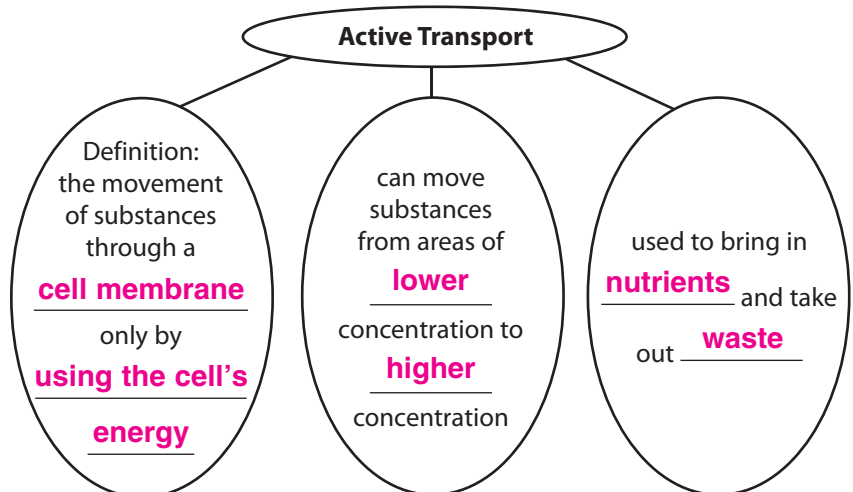 Active Transport
Definition:
the movement
of substances
through a
cell membrane
only by
using the cell's
energy
can move
substances
from areas of
lower
concentration to
higher
concentration
used to bring in
nutrients and take
out waste